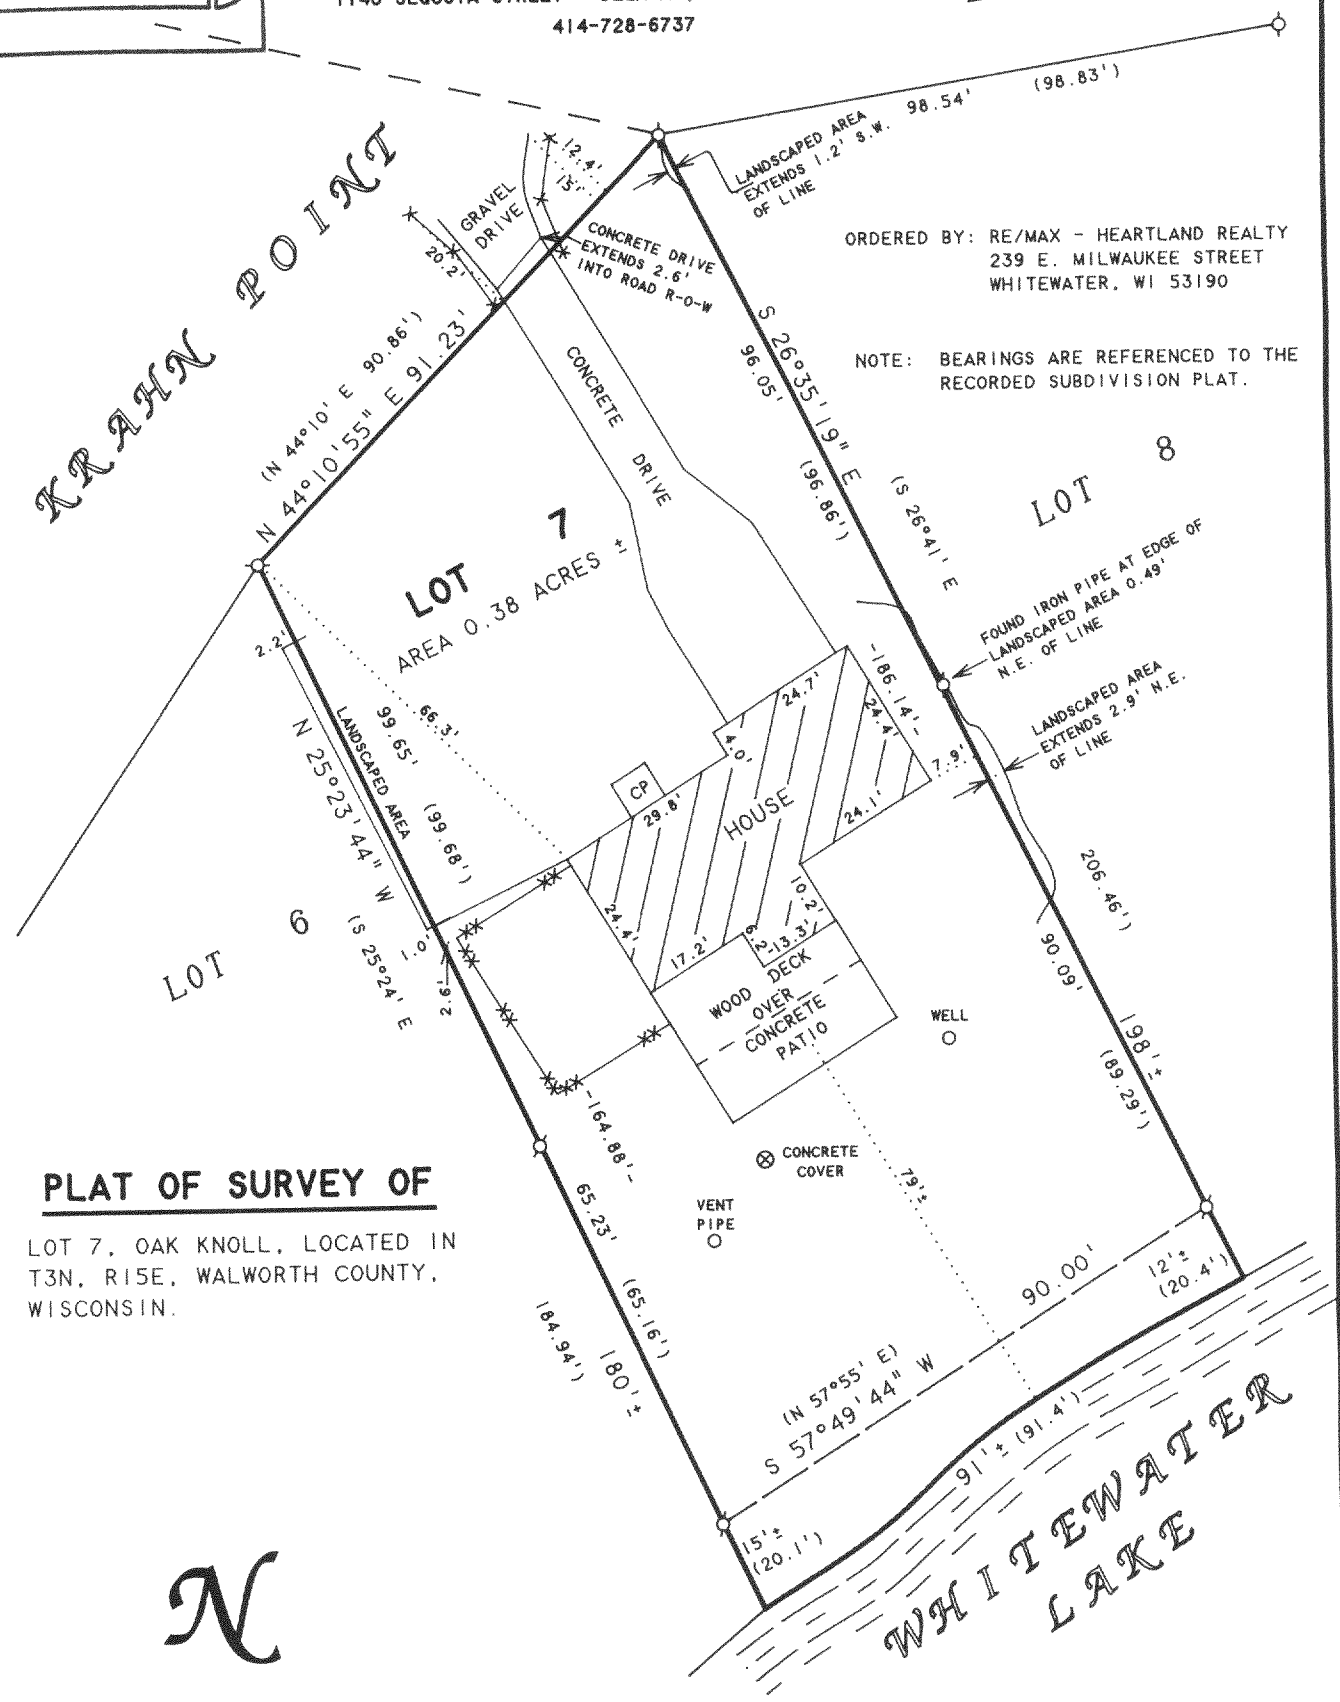 414-728-6737
98.54'
(98.83')
LANDSCAPED AREA
EXTENDS 1.2' S.W.
OF LINE
KRAHN POINT
12.4'
15'
GRAVEL
DRIVE
20.2'
CONCRETE DRIVE
EXTENDS 2.6'
INTO ROAD R-O-W
ORDERED BY: RE/MAX - HEARTLAND REALTY
239 E. MILWAUKEE STREET
WHITEWATER, WI 53190
NOTE: BEARINGS ARE REFERENCED TO THE
RECORDED SUBDIVISION PLAT.
(N 44°10' E 90.86')
N 44°10'55" E 91.23'
CONCRETE DRIVE
S 26°35'19" E
96.05'
(96.86')
(S 26°41' E
LOT 8
LOT 7
AREA 0.38 ACRES ±
FOUND IRON PIPE AT EDGE OF
LANDSCAPED AREA 0.49'
N.E. OF LINE
LANDSCAPED AREA
EXTENDS 2.9' N.E.
OF LINE
2.2'
LANDSCAPED AREA
99.65'
(99.68')
N 25°23'44" W
(S 25°24' E
66.3'
CP
29.8'
4.0'
24.7'
24.4'
-186.14'-
7.9'
24.1'
HOUSE
24.4'
17.2'
6.2'
-13.3'-
10.2'
206.46')
90.09'
198'±
(89.29')
LOT 6
1.0'
2.6'
WOOD DECK
OVER
CONCRETE
PATIO
WELL
-164.88'-
CONCRETE
COVER
VENT
PIPE
79'±
PLAT OF SURVEY OF
LOT 7, OAK KNOLL, LOCATED IN
T3N, R15E, WALWORTH COUNTY,
WISCONSIN.
65.23'
(65.16')
184.94')
180'±
90.00'
12'±
(20.4')
(N 57°55' E)
S 57°49'44" W
91'± (91.4')
15'±
(20.1')
WHITEWATER
LAKE
N